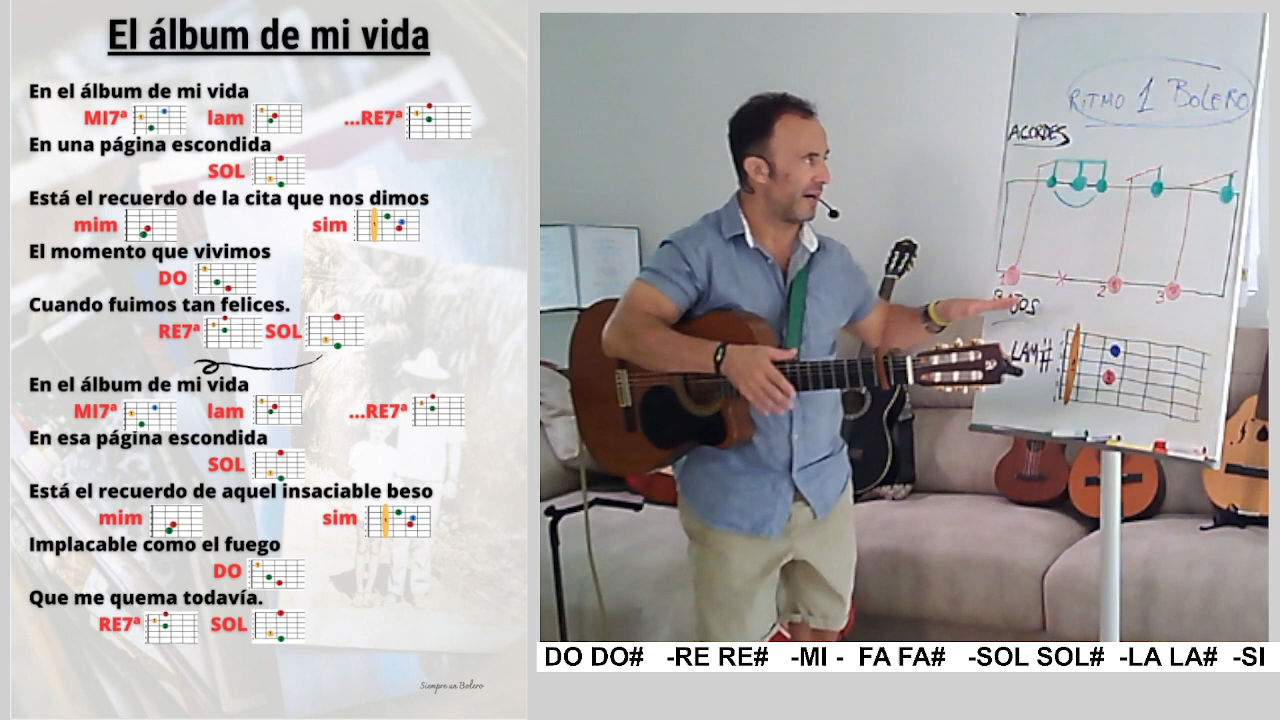 El álbum de mi vida
En el álbum de mi vida
MI7ª lam ...RE7ª
En una página escondida
SOL
Está el recuerdo de la cita que nos dimos
mim sim
El momento que vivimos
DO
Cuando fuimos tan felices.
RE7ª SOL
En el álbum de mi vida
MI7ª lam ...RE7ª
En esa página escondida
SOL
Está el recuerdo de aquel insaciable beso
mim sim
Implacable como el fuego
DO
Que me quema todavía.
RE7ª SOL
Siempre un Bolero
RITMO 1 BOLERO
ACORDES
1 X 2 3
BAJOS
LAM#
DO DO# -RE RE# -MI - FA FA# -SOL SOL# -LA LA# -SI